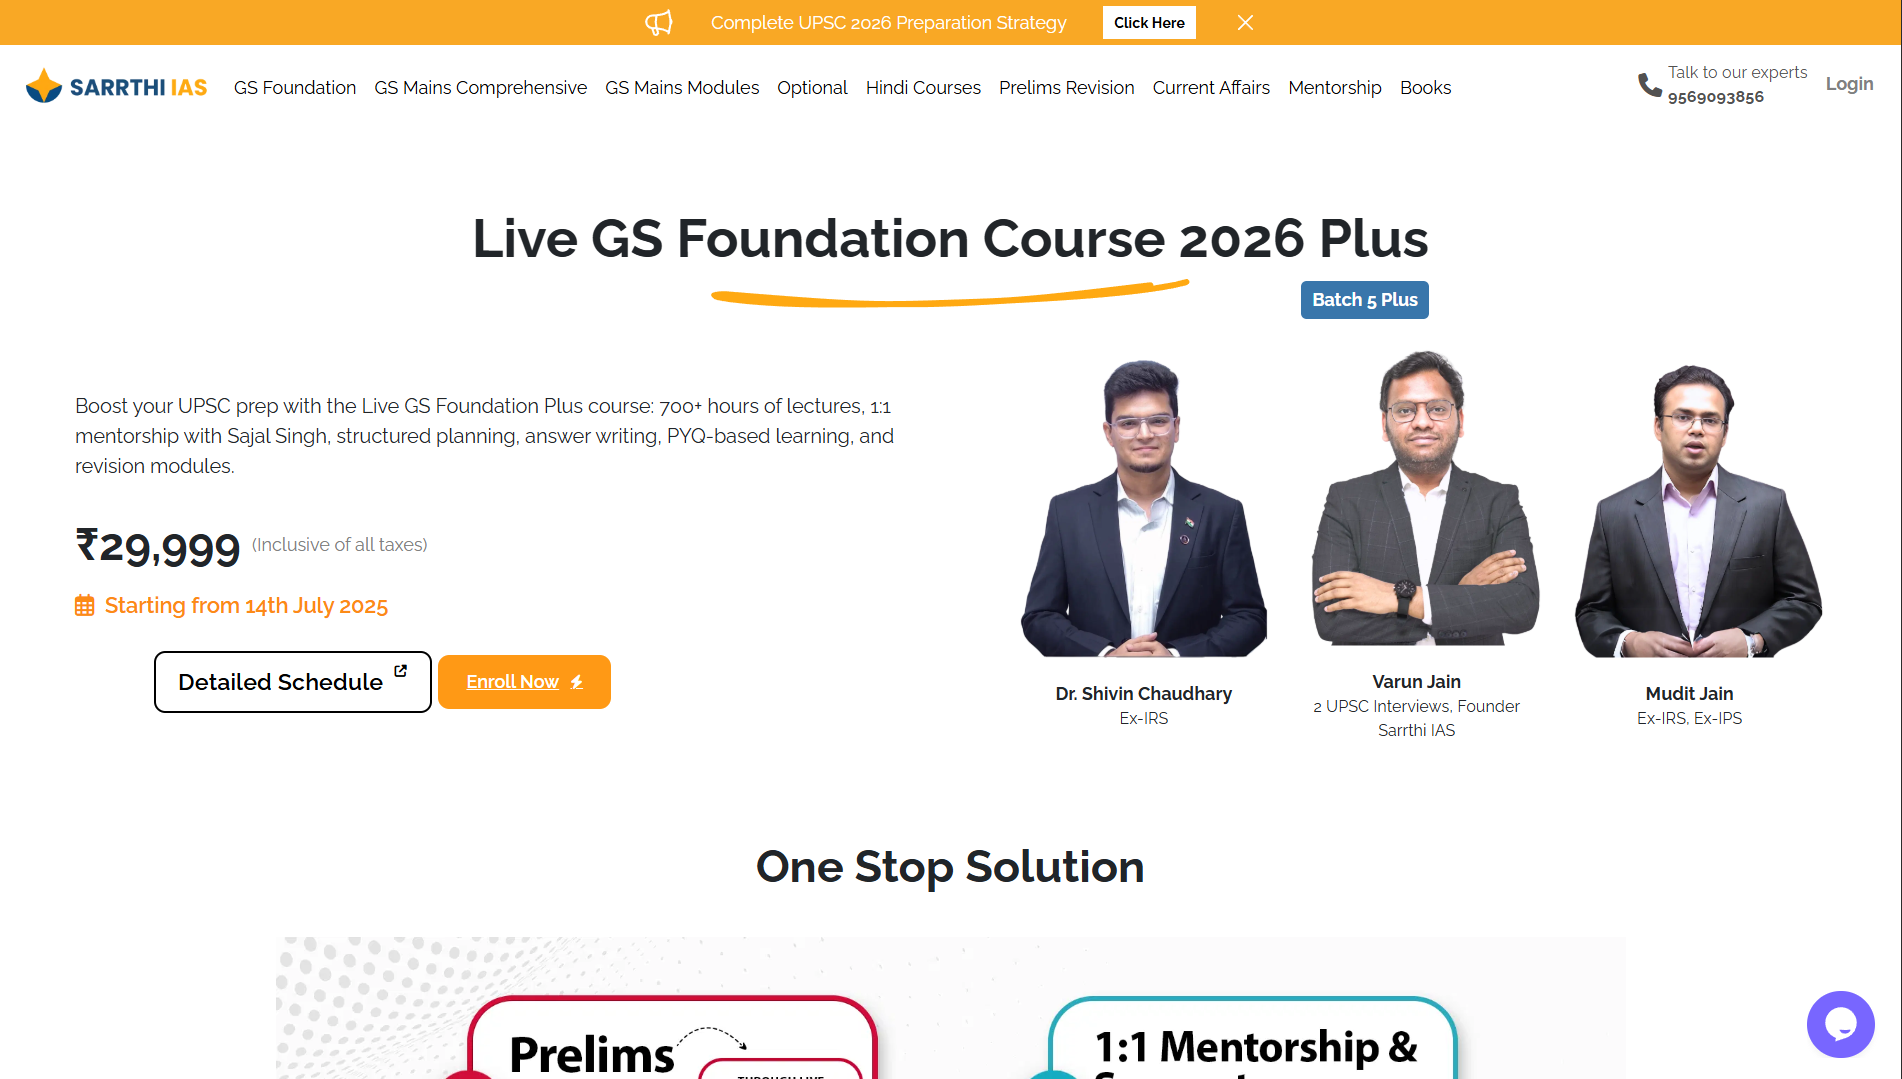 Complete UPSC 2026 Preparation Strategy
Click Here
SARRTHI IAS
GS Foundation
GS Mains Comprehensive
GS Mains Modules
Optional
Hindi Courses
Prelims Revision
Current Affairs
Mentorship
Books
Talk to our experts
9569093856
Login
Live GS Foundation Course 2026 Plus
Batch 5 Plus
Boost your UPSC prep with the Live GS Foundation Plus course: 700+ hours of lectures, 1:1
mentorship with Sajal Singh, structured planning, answer writing, PYQ-based learning, and
revision modules.
₹29,999 (Inclusive of all taxes)
Starting from 14th July 2025
Detailed Schedule
Enroll Now
Dr. Shivin Chaudhary
Ex-IRS
Varun Jain
2 UPSC Interviews, Founder
Sarrthi IAS
Mudit Jain
Ex-IRS, Ex-IPS
One Stop Solution
Prelims
1:1 Mentorship &